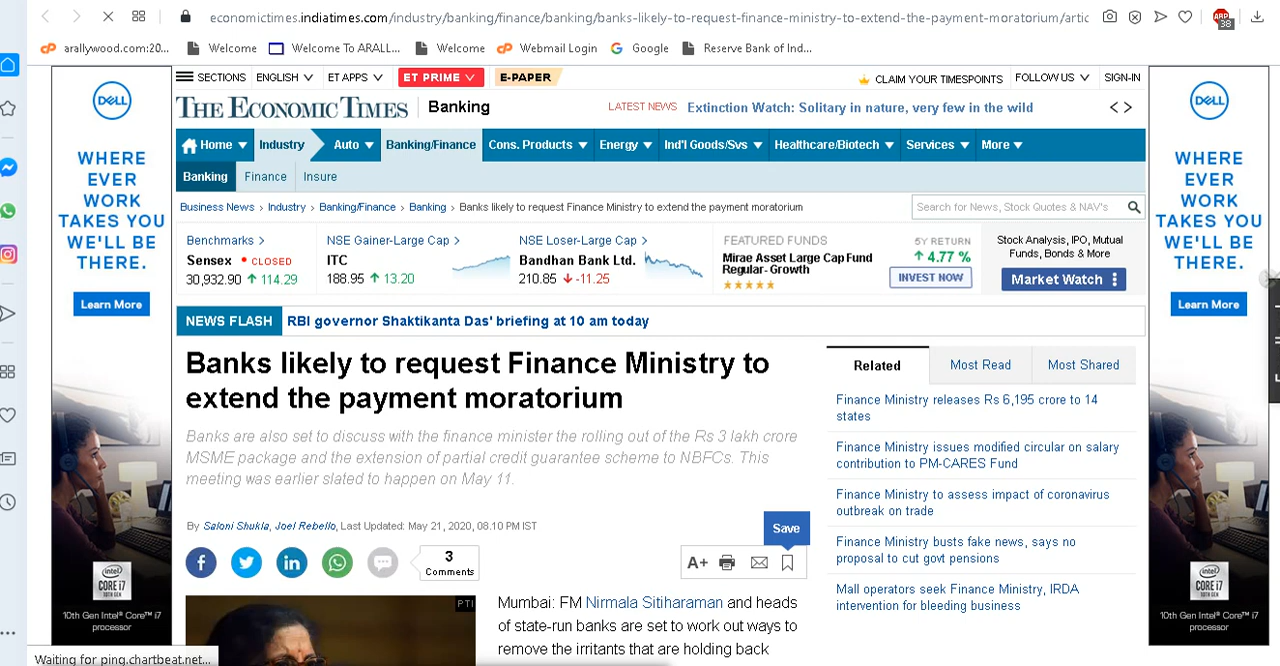 economictimes.indiatimes.com/industry/banking/finance/banking/banks-likely-to-request-finance-ministry-to-extend-the-payment-moratorium/artic
ABP
38
arallywood.com:20...
Welcome
Welcome To ARALL...
Welcome
Webmail Login
Google
Reserve Bank of Ind...
SECTIONS ENGLISH ET APPS ET PRIME E-PAPER
CLAIM YOUR TIMESPOINTS FOLLOW US SIGN-IN
THE ECONOMIC TIMES Banking
LATEST NEWS Extinction Watch: Solitary in nature, very few in the wild
Home Industry Auto Banking/Finance Cons. Products Energy Ind'l Goods/Svs Healthcare/Biotech Services More
Banking Finance Insure
Business News › Industry › Banking/Finance › Banking › Banks likely to request Finance Ministry to extend the payment moratorium
Search for News, Stock Quotes & NAV's
Benchmarks >
Sensex • CLOSED
30,932.90 ↑ 114.29
NSE Gainer-Large Cap >
ITC
188.95 ↑ 13.20
NSE Loser-Large Cap >
Bandhan Bank Ltd.
210.85 ↓ -11.25
FEATURED FUNDS
Mirae Asset Large Cap Fund
Regular- Growth
★★★★★
5Y RETURN
↑ 4.77 %
INVEST NOW
Stock Analysis, IPO, Mutual
Funds, Bonds & More
Market Watch
NEWS FLASH RBI governor Shaktikanta Das' briefing at 10 am today
Banks likely to request Finance Ministry to
extend the payment moratorium
Banks are also set to discuss with the finance minister the rolling out of the Rs 3 lakh crore
MSME package and the extension of partial credit guarantee scheme to NBFCs. This
meeting was earlier slated to happen on May 11.
By Saloni Shukla, Joel Rebello, Last Updated: May 21, 2020, 08.10 PM IST
Save
3
Comments
A+
PTI
Mumbai: FM Nirmala Sitiharaman and heads
of state-run banks are set to work out ways to
remove the irritants that are holding back
Related Most Read Most Shared
Finance Ministry releases Rs 6,195 crore to 14
states
Finance Ministry issues modified circular on salary
contribution to PM-CARES Fund
Finance Ministry to assess impact of coronavirus
outbreak on trade
Finance Ministry busts fake news, says no
proposal to cut govt pensions
Mall operators seek Finance Ministry, IRDA
intervention for bleeding business
DELL
WHERE
EVER
WORK
TAKES YOU
WE'LL BE
THERE.
Learn More
intel
CORE i7
10TH GEN
10th Gen Intel® Core™ i7
processor
DELL
WHERE
EVER
WORK
TAKES YOU
WE'LL BE
THERE.
Learn More
intel
CORE i7
10TH GEN
10th Gen Intel® Core™ i7
processor
Waiting for ping.chartbeat.net...